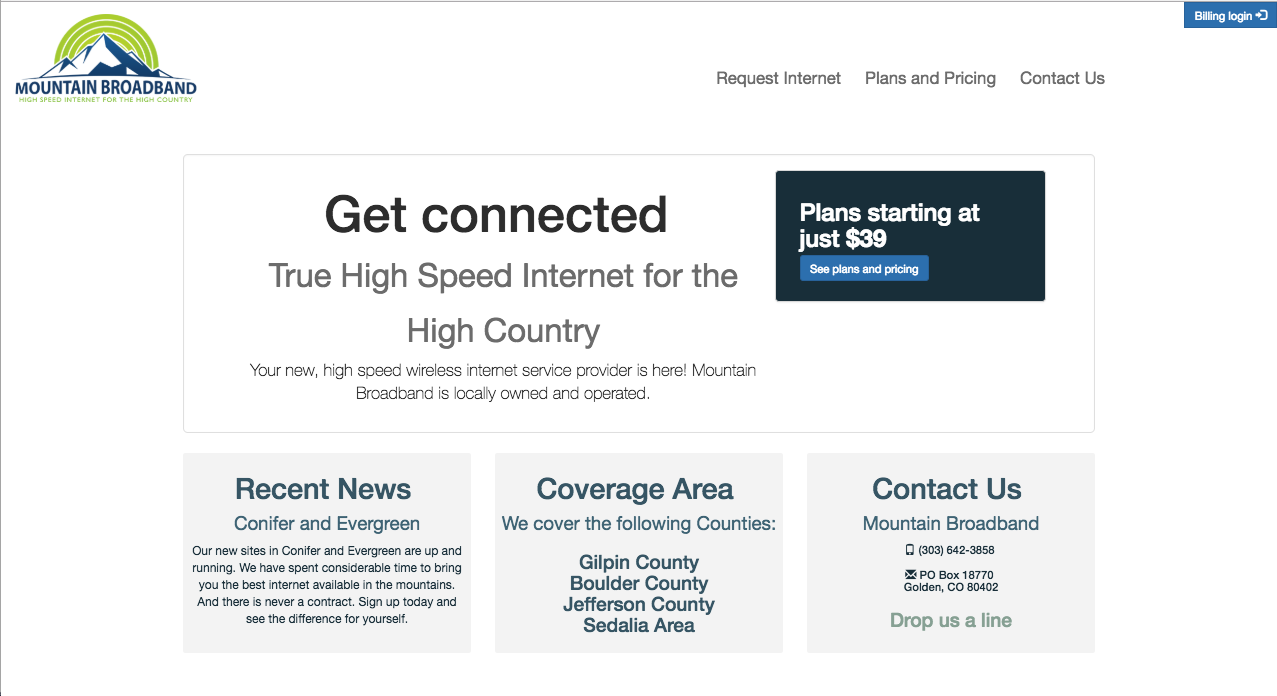 Billing login
MOUNTAIN BROADBAND
HIGH SPEED INTERNET FOR THE HIGH COUNTRY
Request Internet
Plans and Pricing
Contact Us
Get connected
True High Speed Internet for the
High Country
Your new, high speed wireless internet service provider is here! Mountain
Broadband is locally owned and operated.
Plans starting at
just $39
See plans and pricing
Recent News
Conifer and Evergreen
Our new sites in Conifer and Evergreen are up and
running. We have spent considerable time to bring
you the best internet available in the mountains.
And there is never a contract. Sign up today and
see the difference for yourself.
Coverage Area
We cover the following Counties:
Gilpin County
Boulder County
Jefferson County
Sedalia Area
Contact Us
Mountain Broadband
(303) 642-3858
PO Box 18770
Golden, CO 80402
Drop us a line